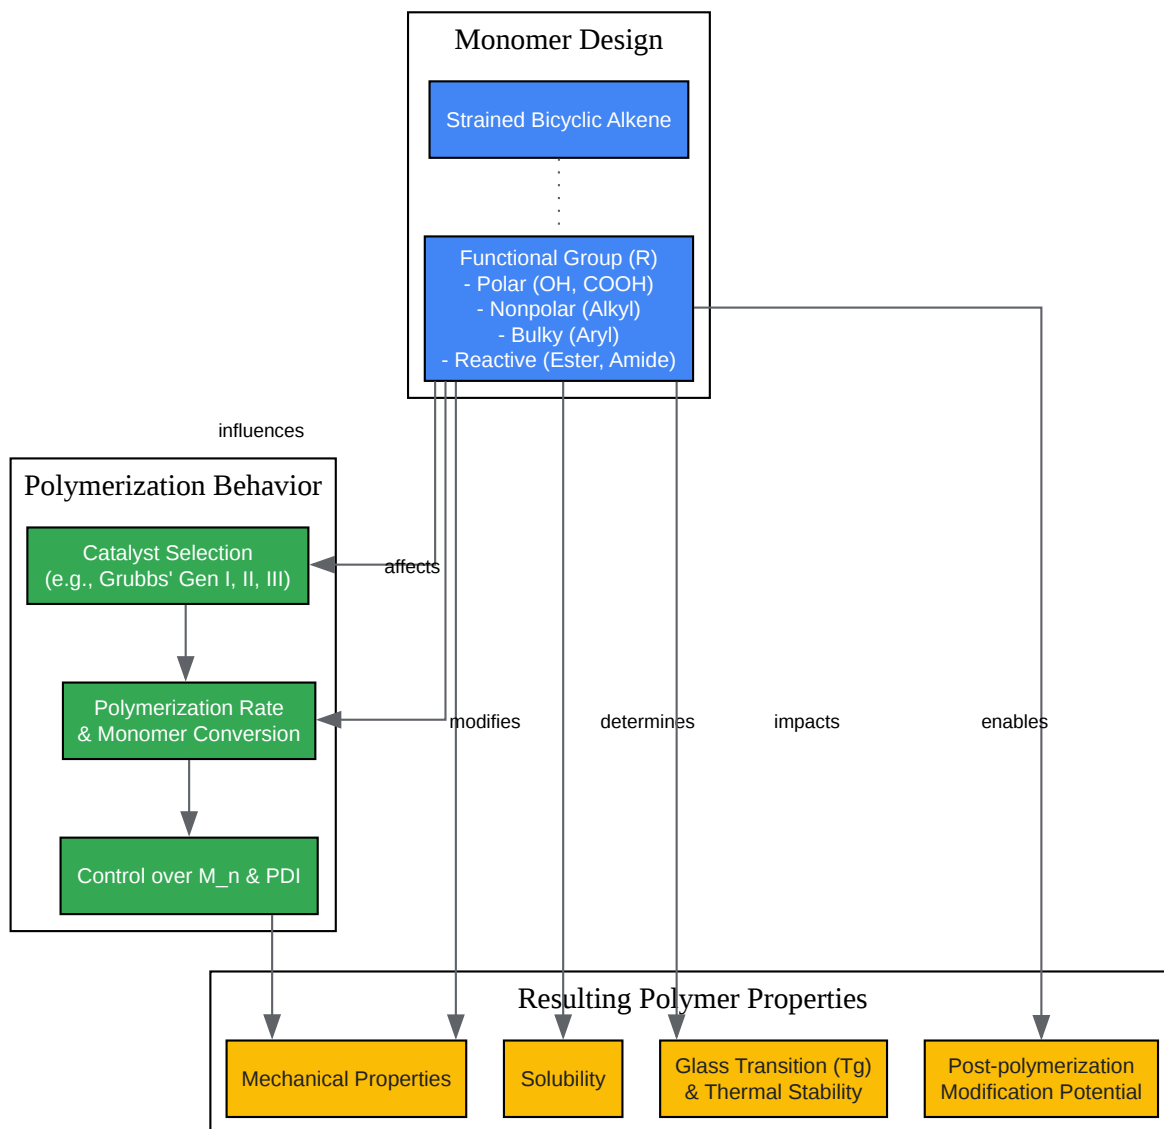 Monomer Design
Strained Bicyclic Alkene
Functional Group (R)
- Polar (OH, COOH)
- Nonpolar (Alkyl)
- Bulky (Aryl)
- Reactive (Ester, Amide)
influences
Polymerization Behavior
Catalyst Selection
(e.g., Grubbs' Gen I, II, III)
affects
Polymerization Rate
& Monomer Conversion
modifies
determines
impacts
enables
Control over M_n & PDI
Resulting Polymer Properties
Mechanical Properties
Solubility
Glass Transition (Tg)
& Thermal Stability
Post-polymerization
Modification Potential